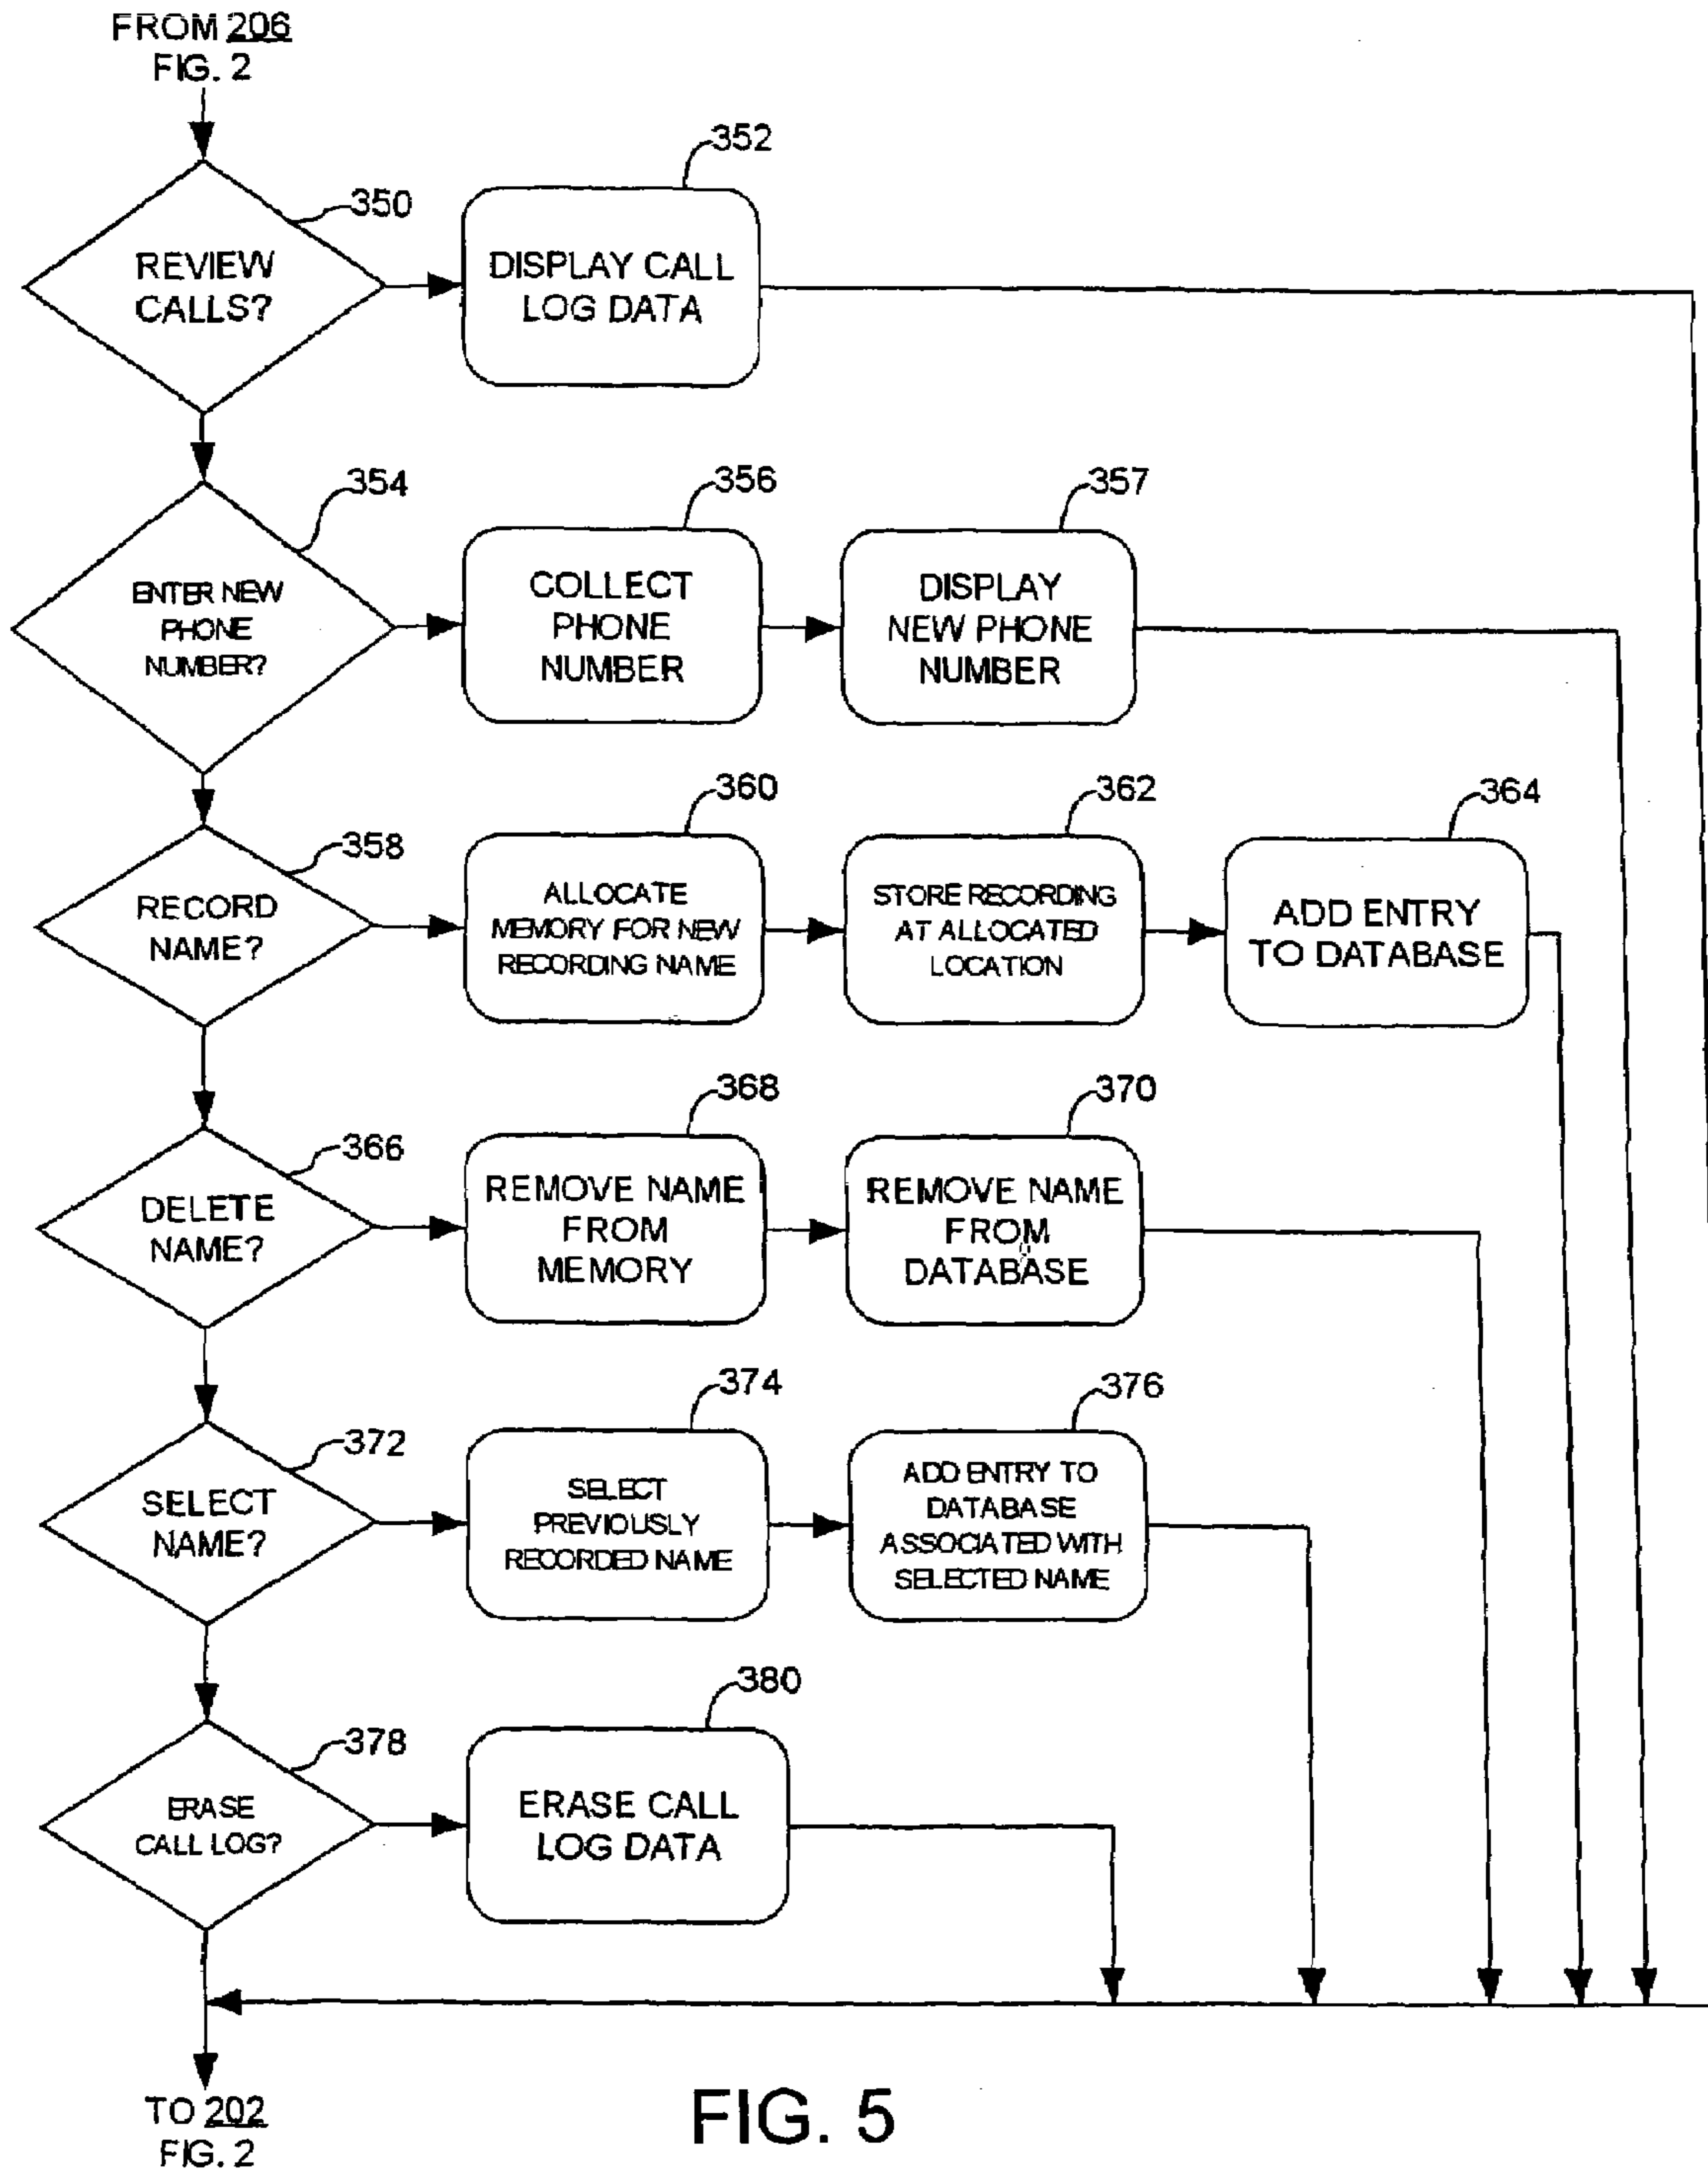 FROM 206
FIG. 2
352
350
REVIEW
CALLS?
DISPLAY CALL
LOG DATA
354
356
357
ENTER NEW
PHONE
NUMBER?
COLLECT
PHONE
NUMBER
DISPLAY
NEW PHONE
NUMBER
358
360
362
364
RECORD
NAME?
ALLOCATE
MEMORY FOR NEW
RECORDING NAME
STORE RECORDING
AT ALLOCATED
LOCATION
ADD ENTRY
TO DATABASE
366
368
370
DELETE
NAME?
REMOVE NAME
FROM
MEMORY
REMOVE NAME
FROM
DATABASE
372
374
376
SELECT
NAME?
SELECT
PREVIOUSLY
RECORDED NAME
ADD ENTRY TO
DATABASE
ASSOCIATED WITH
SELECTED NAME
378
380
ERASE
CALL LOG?
ERASE CALL
LOG DATA
TO 202
FIG. 2
FIG. 5